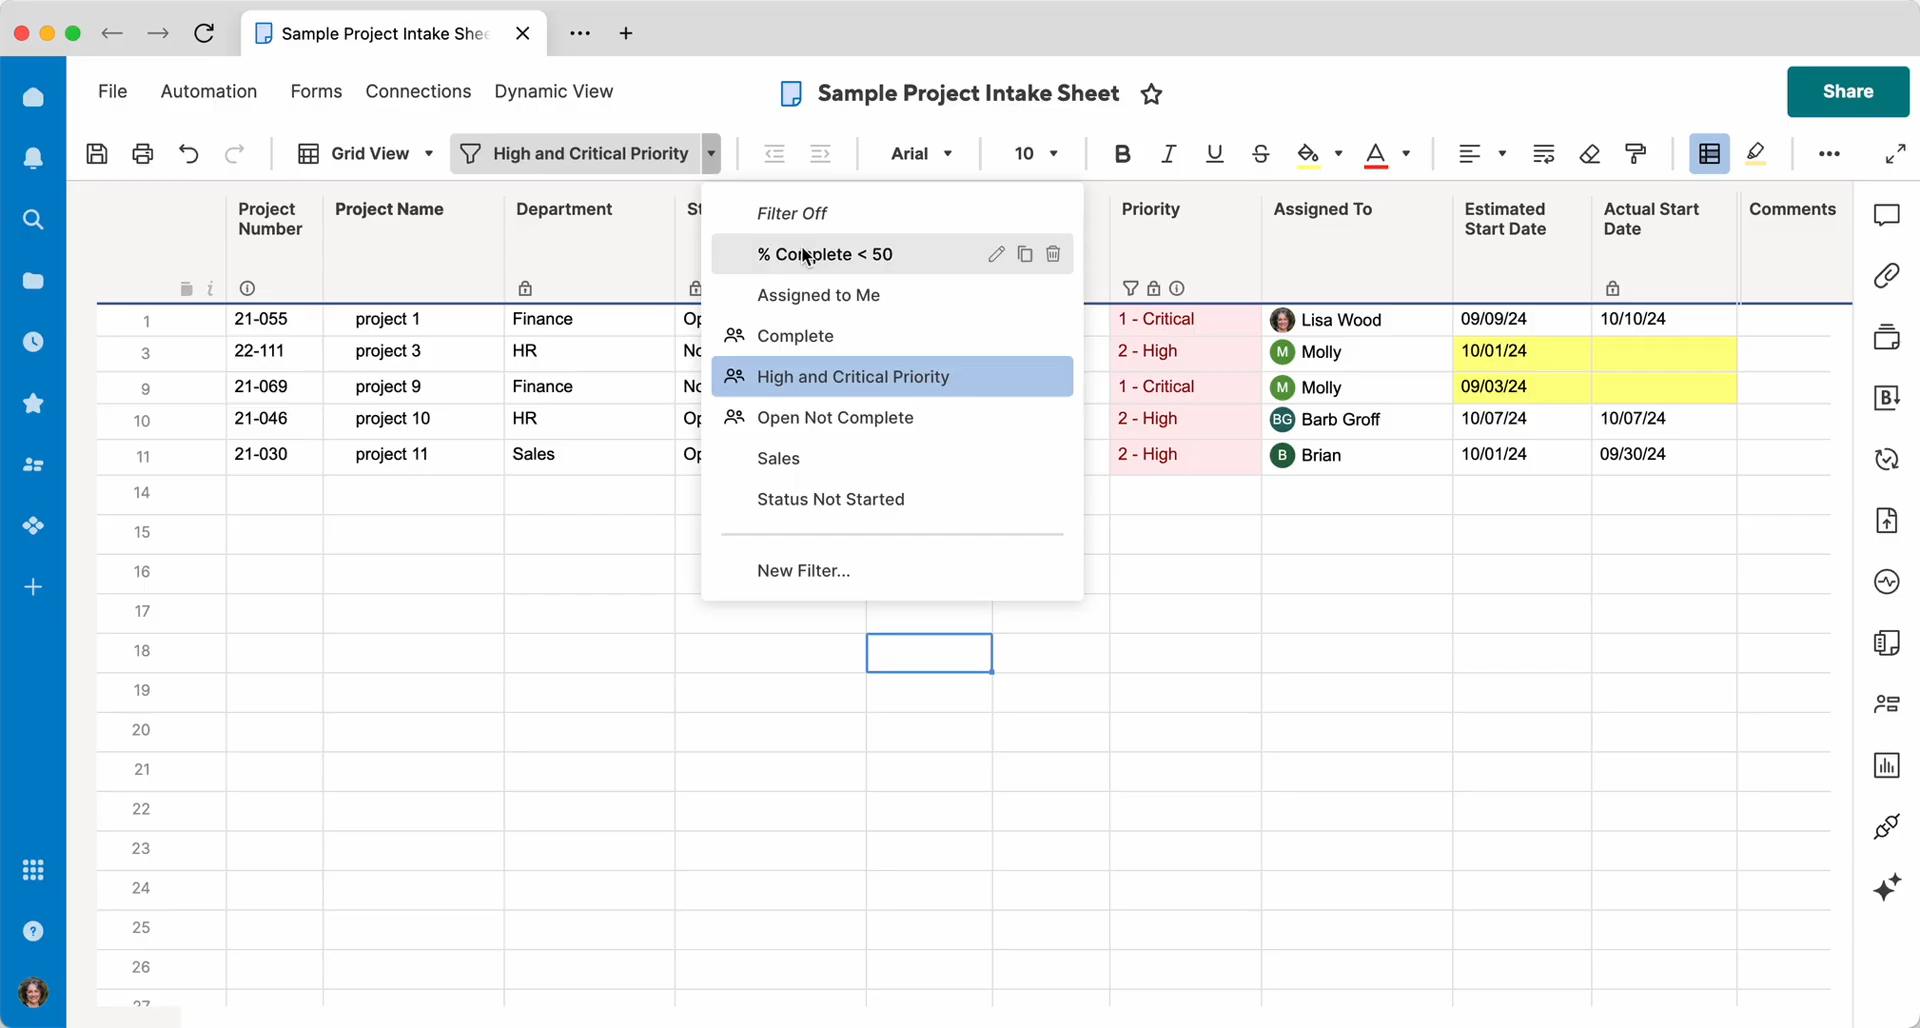 Sample Project Intake Shee
File Automation Forms Connections Dynamic View
Sample Project Intake Sheet
Share
Grid View
High and Critical Priority
Arial
10
B I U S A
Project Number
Project Name
Department
St
Priority
Assigned To
Estimated Start Date
Actual Start Date
Comments
Filter Off
% Complete < 50
Assigned to Me
Complete
High and Critical Priority
Open Not Complete
Sales
Status Not Started
New Filter...
1 21-055 project 1 Finance Op 1 - Critical Lisa Wood 09/09/24 10/10/24
3 22-111 project 3 HR No 2 - High M Molly 10/01/24
9 21-069 project 9 Finance No 1 - Critical M Molly 09/03/24
10 21-046 project 10 HR Op 2 - High BG Barb Groff 10/07/24 10/07/24
11 21-030 project 11 Sales Op 2 - High B Brian 10/01/24 09/30/24
14
15
16
17
18
19
20
21
22
23
24
25
26
27